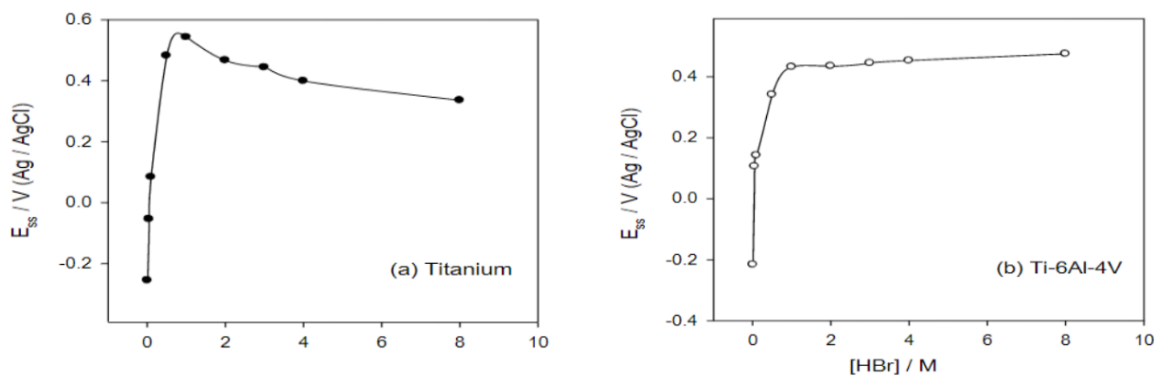 0.6
0.4
0.2
0.0
-0.2
E_ss / V (Ag / AgCl)
(a) Titanium
0 2 4 6 8 10
0.4
0.2
0.0
-0.2
-0.4
E_ss / V (Ag / AgCl)
(b) Ti-6Al-4V
0 2 4 6 8 10
[HBr] / M